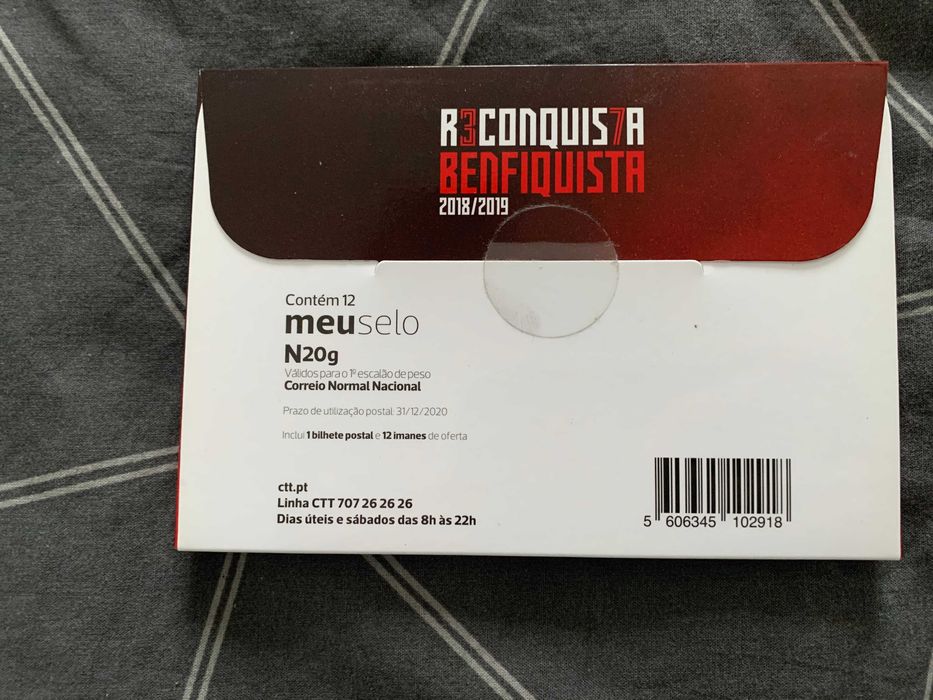 R3CONQUIS7A
BENFIQUISTA
2018/2019
Contém 12
meuselo
N20g
Válidos para o 1º escalão de peso
Correio Normal Nacional
Prazo de utilização postal: 31/12/2020
Inclui 1 bilhete postal e 12 imanes de oferta
ctt.pt
Linha CTT 707 26 26 26
Dias úteis e sábados das 8h às 22h
5 606345 102918